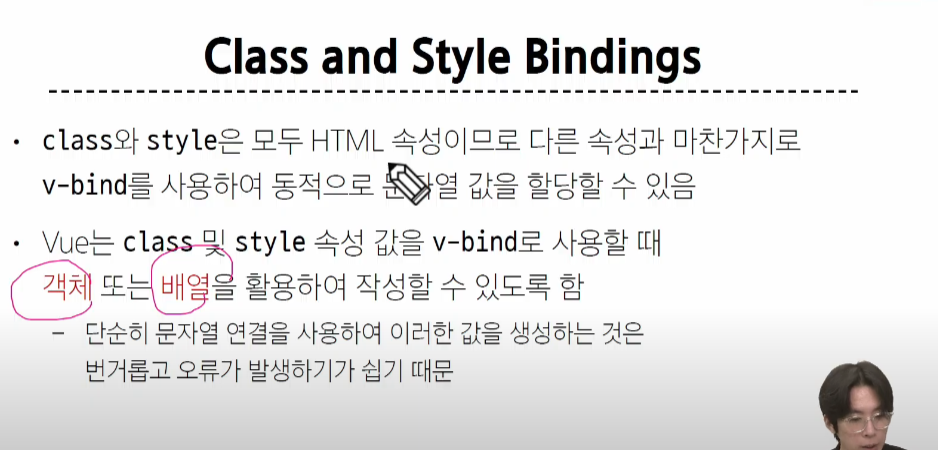 Class and Style Bindings
• class와 style은 모두 HTML 속성이므로 다른 속성과 마찬가지로
v-bind를 사용하여 동적으로 문자열 값을 할당할 수 있음
• Vue는 class 및 style 속성 값을 v-bind로 사용할 때
객체 또는 배열을 활용하여 작성할 수 있도록 함
– 단순히 문자열 연결을 사용하여 이러한 값을 생성하는 것은
번거롭고 오류가 발생하기가 쉽기 때문